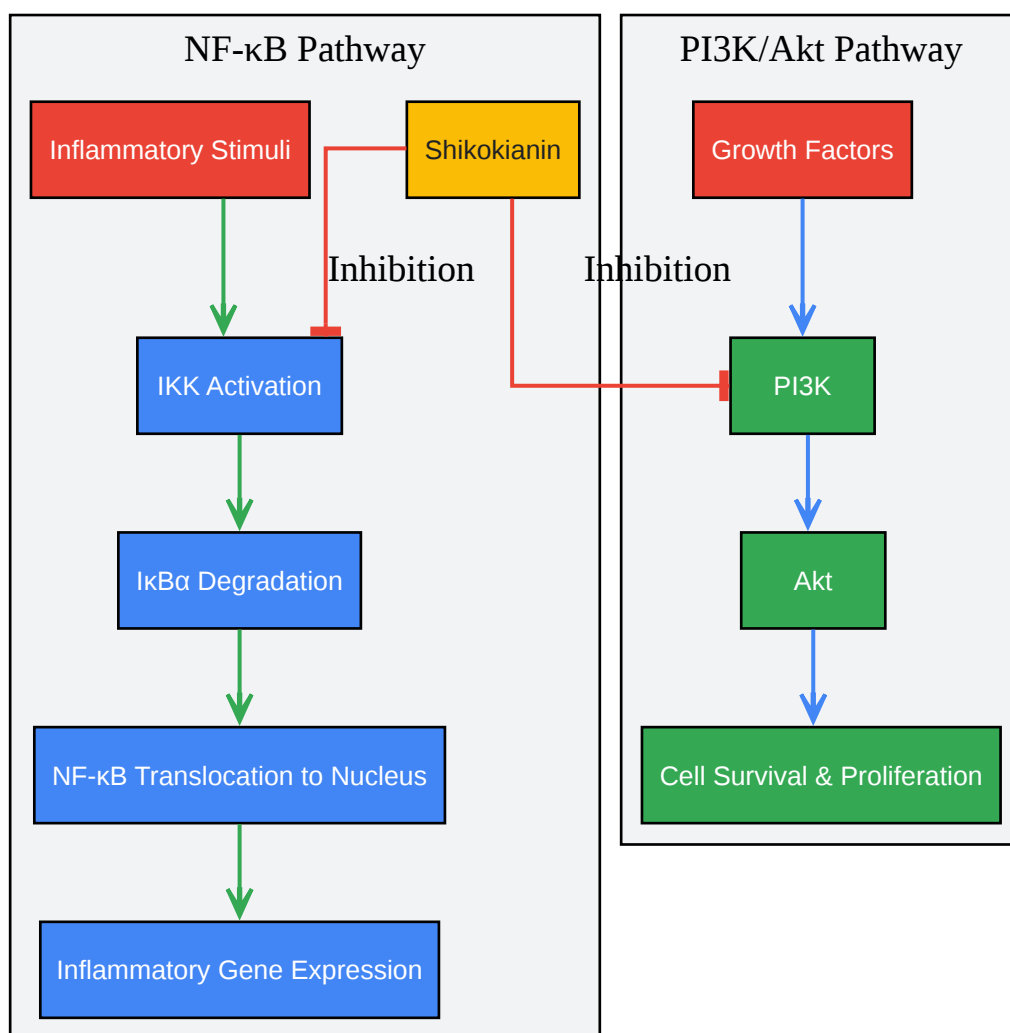 NF-κB Pathway
PI3K/Akt Pathway
Inflammatory Stimuli
Shikokianin
Growth Factors
Inhibition
Inhibition
IKK Activation
PI3K
IκBα Degradation
Akt
NF-κB Translocation to Nucleus
Cell Survival & Proliferation
Inflammatory Gene Expression